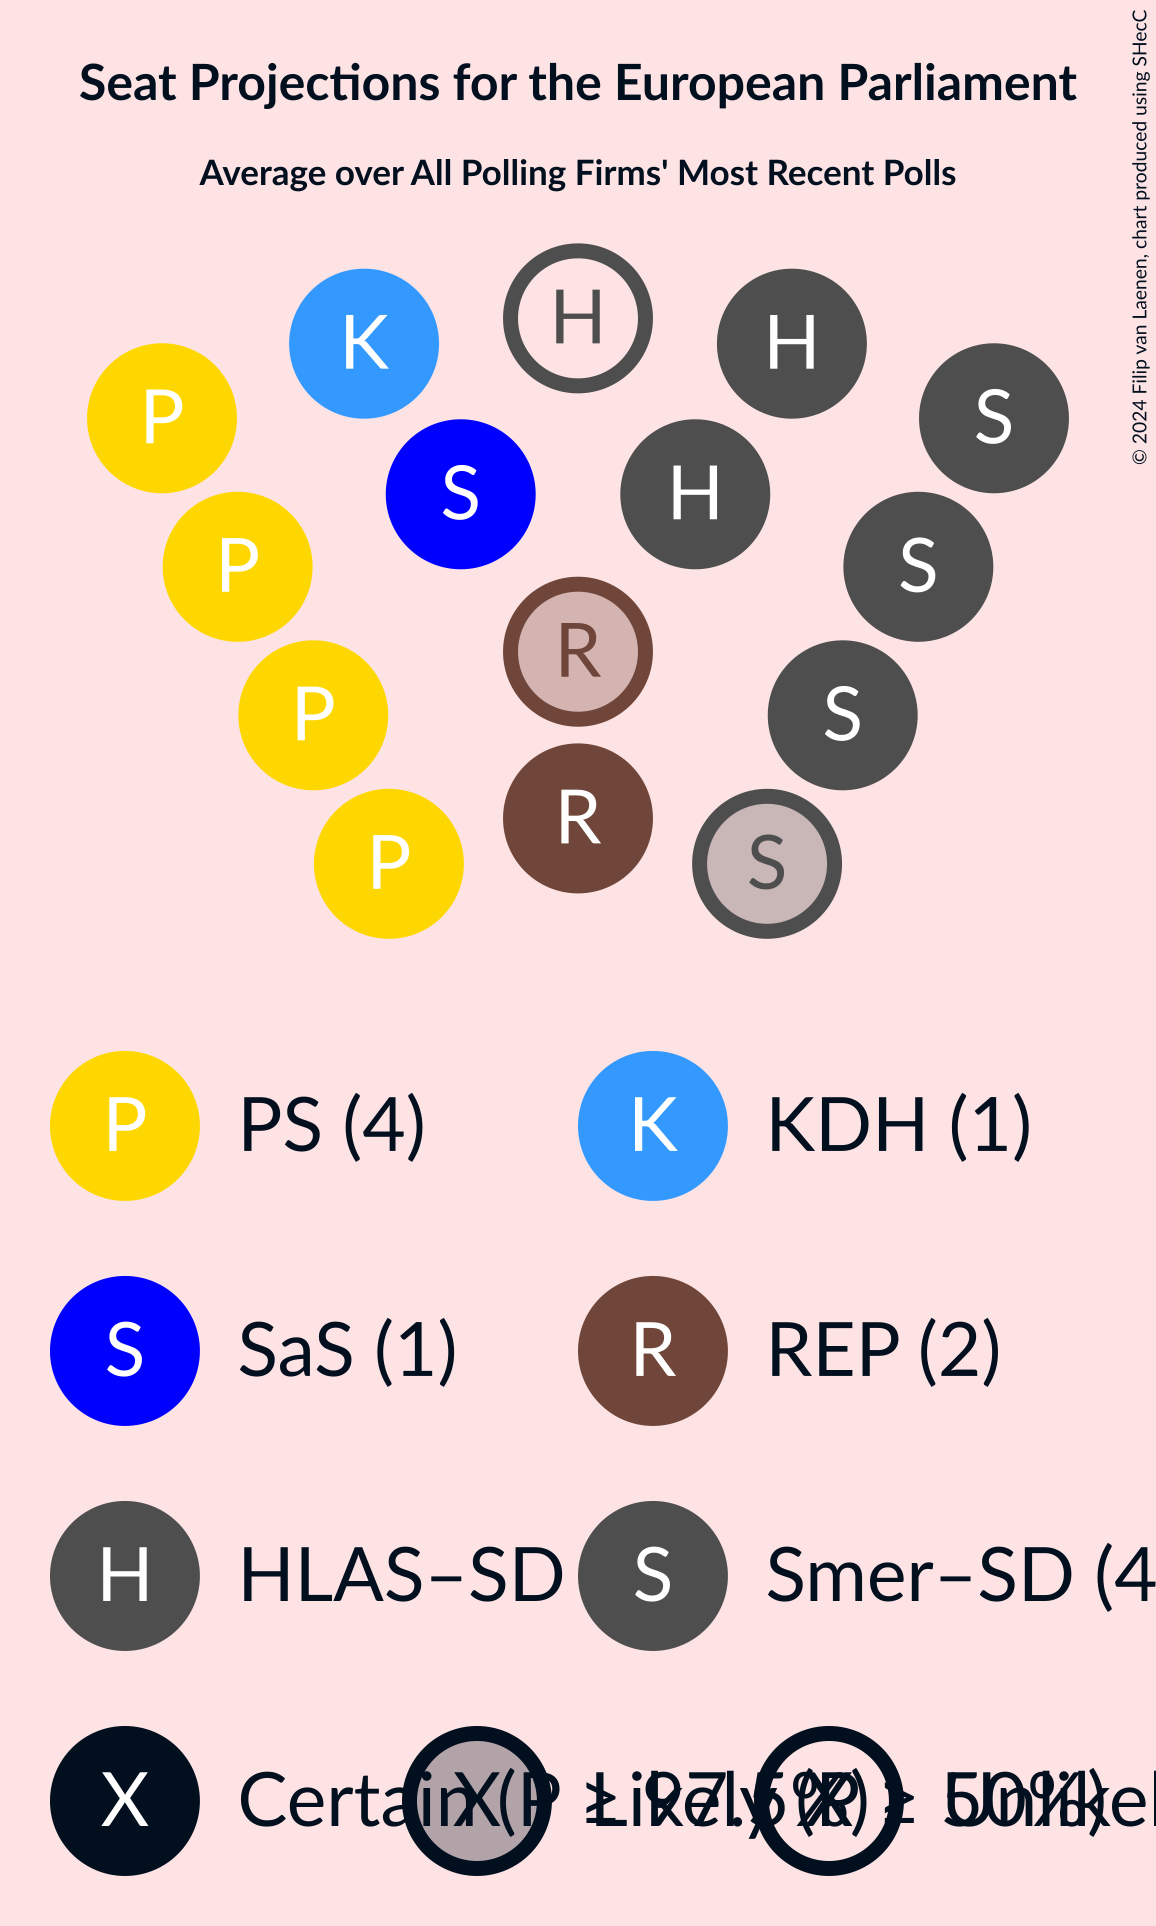 Seat Projections for the European Parliament
Average over All Polling Firms' Most Recent Polls
© 2024 Filip van Laenen, chart produced using SHecC
H
K H
P S
S H
P S
R
P S
R
P S
P PS (4) K KDH (1)
S SaS (1) R REP (2)
H HLAS–SD S Smer–SD (4
X Certain (P ≥ 97.5%) X Likely (P ≥ 50%) X Unlikel